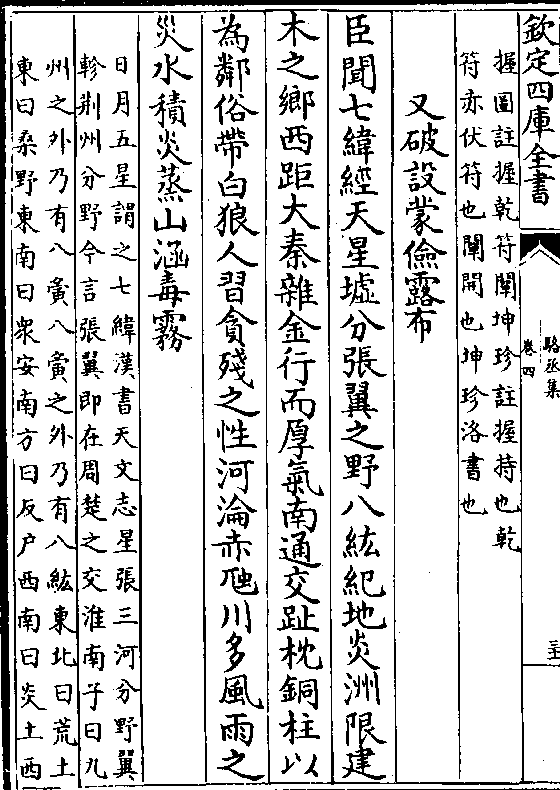 欽定四庫全書
駱丞集
卷四
三十
握圖註握乾符闡坤珍註握持也乾
符赤伏符也闡開也坤珍洛書也
又破設蒙儉露布
臣聞七緯經天星墟分張翼之野八紘紀地炎洲限建
木之鄉西距大秦雜金行而厚氣南通交趾枕銅柱以
為鄰俗帶白狼人習貪殘之性河淪赤虺川多風雨之
災水積炎蒸山涵毒霧
日月五星謂之七緯漢書天文志星張三河分野翼
軫荆州分野今言張翼即在周楚之交淮南子曰九
州之外乃有八夤八夤之外乃有八紘東北曰荒土
東曰桑野東南曰衆安南方曰反户西南曰炎土西